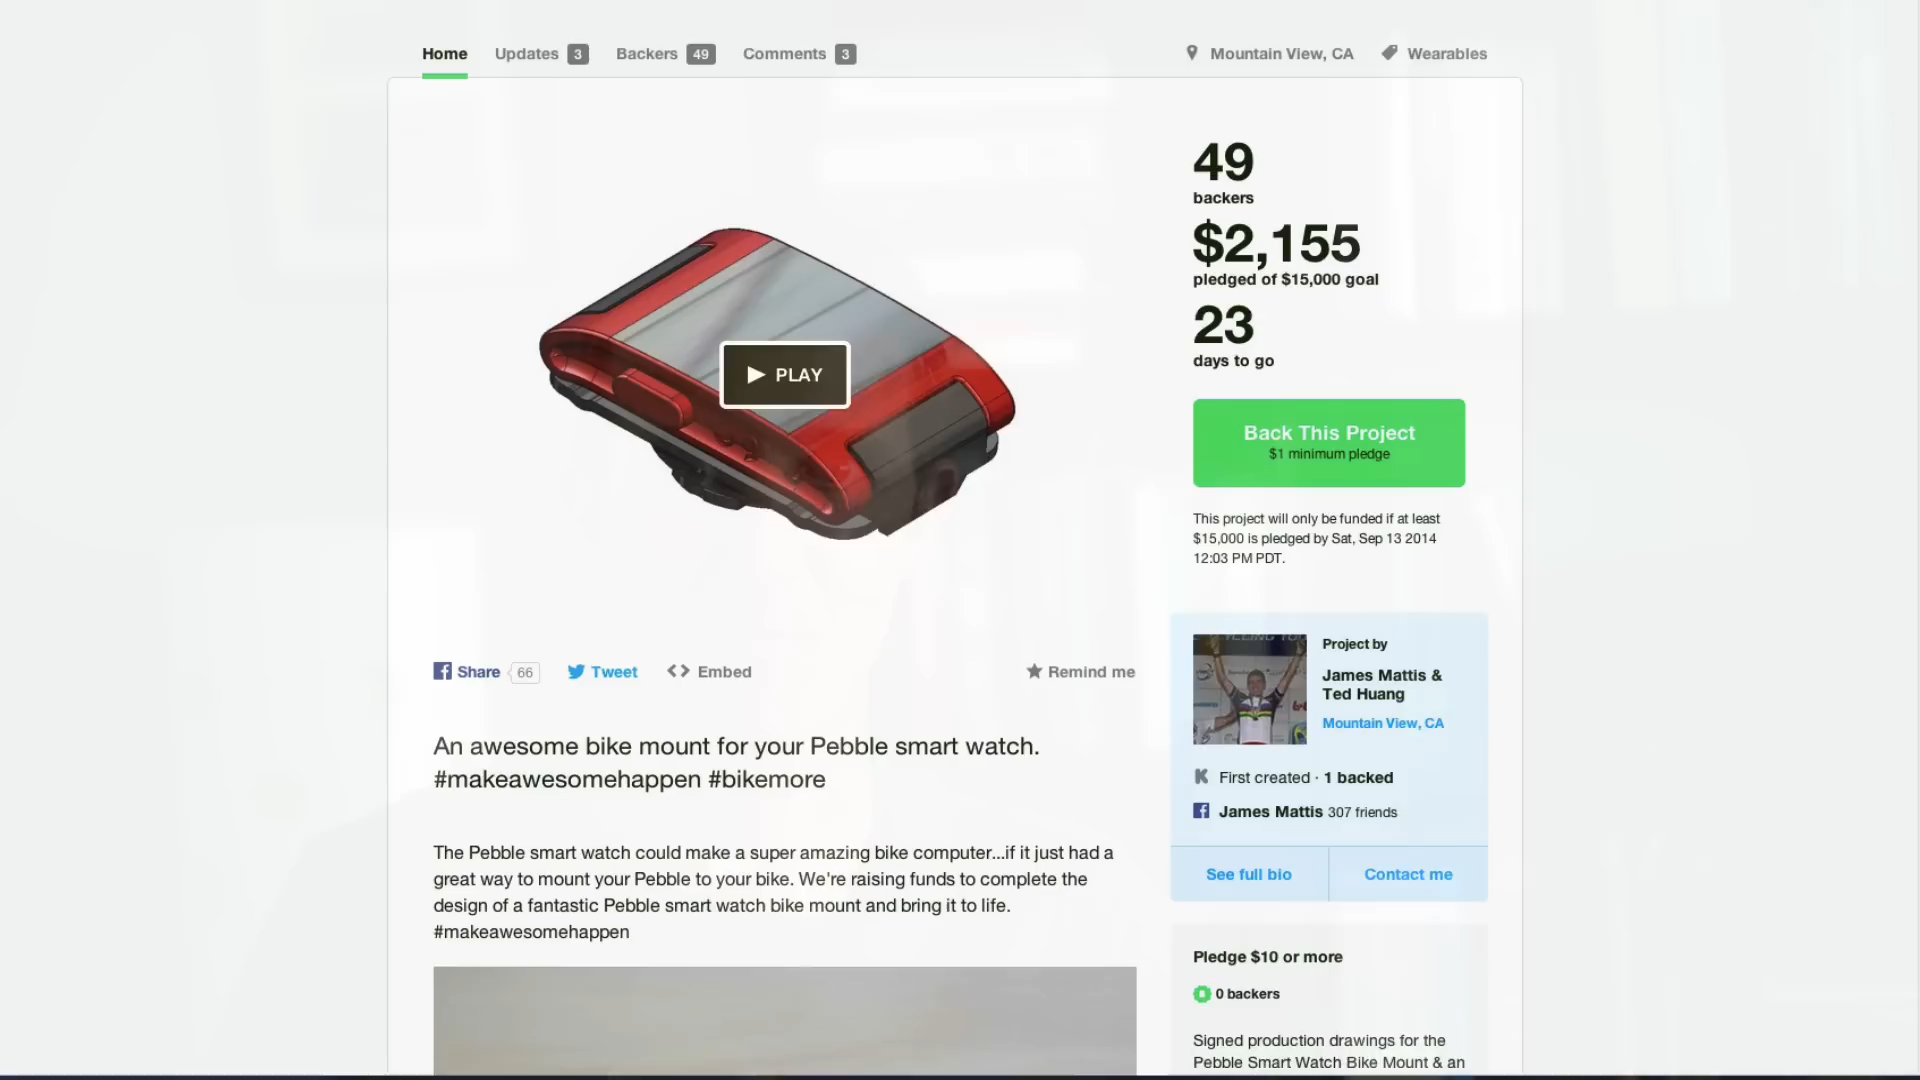 Home Updates 3 Backers 49 Comments 3 Mountain View, CA Wearables
49
backers
$2,155
pledged of $15,000 goal
23
days to go
PLAY
Back This Project
$1 minimum pledge
This project will only be funded if at least
$15,000 is pledged by Sat, Sep 13 2014
12:03 PM PDT.
Share 66 Tweet Embed Remind me
An awesome bike mount for your Pebble smart watch.
#makeawesomehappen #bikemore
The Pebble smart watch could make a super amazing bike computer...if it just had a
great way to mount your Pebble to your bike. We're raising funds to complete the
design of a fantastic Pebble smart watch bike mount and bring it to life.
#makeawesomehappen
Project by
James Mattis &
Ted Huang
Mountain View, CA
First created · 1 backed
James Mattis 307 friends
See full bio Contact me
Pledge $10 or more
0 backers
Signed production drawings for the
Pebble Smart Watch Bike Mount & an